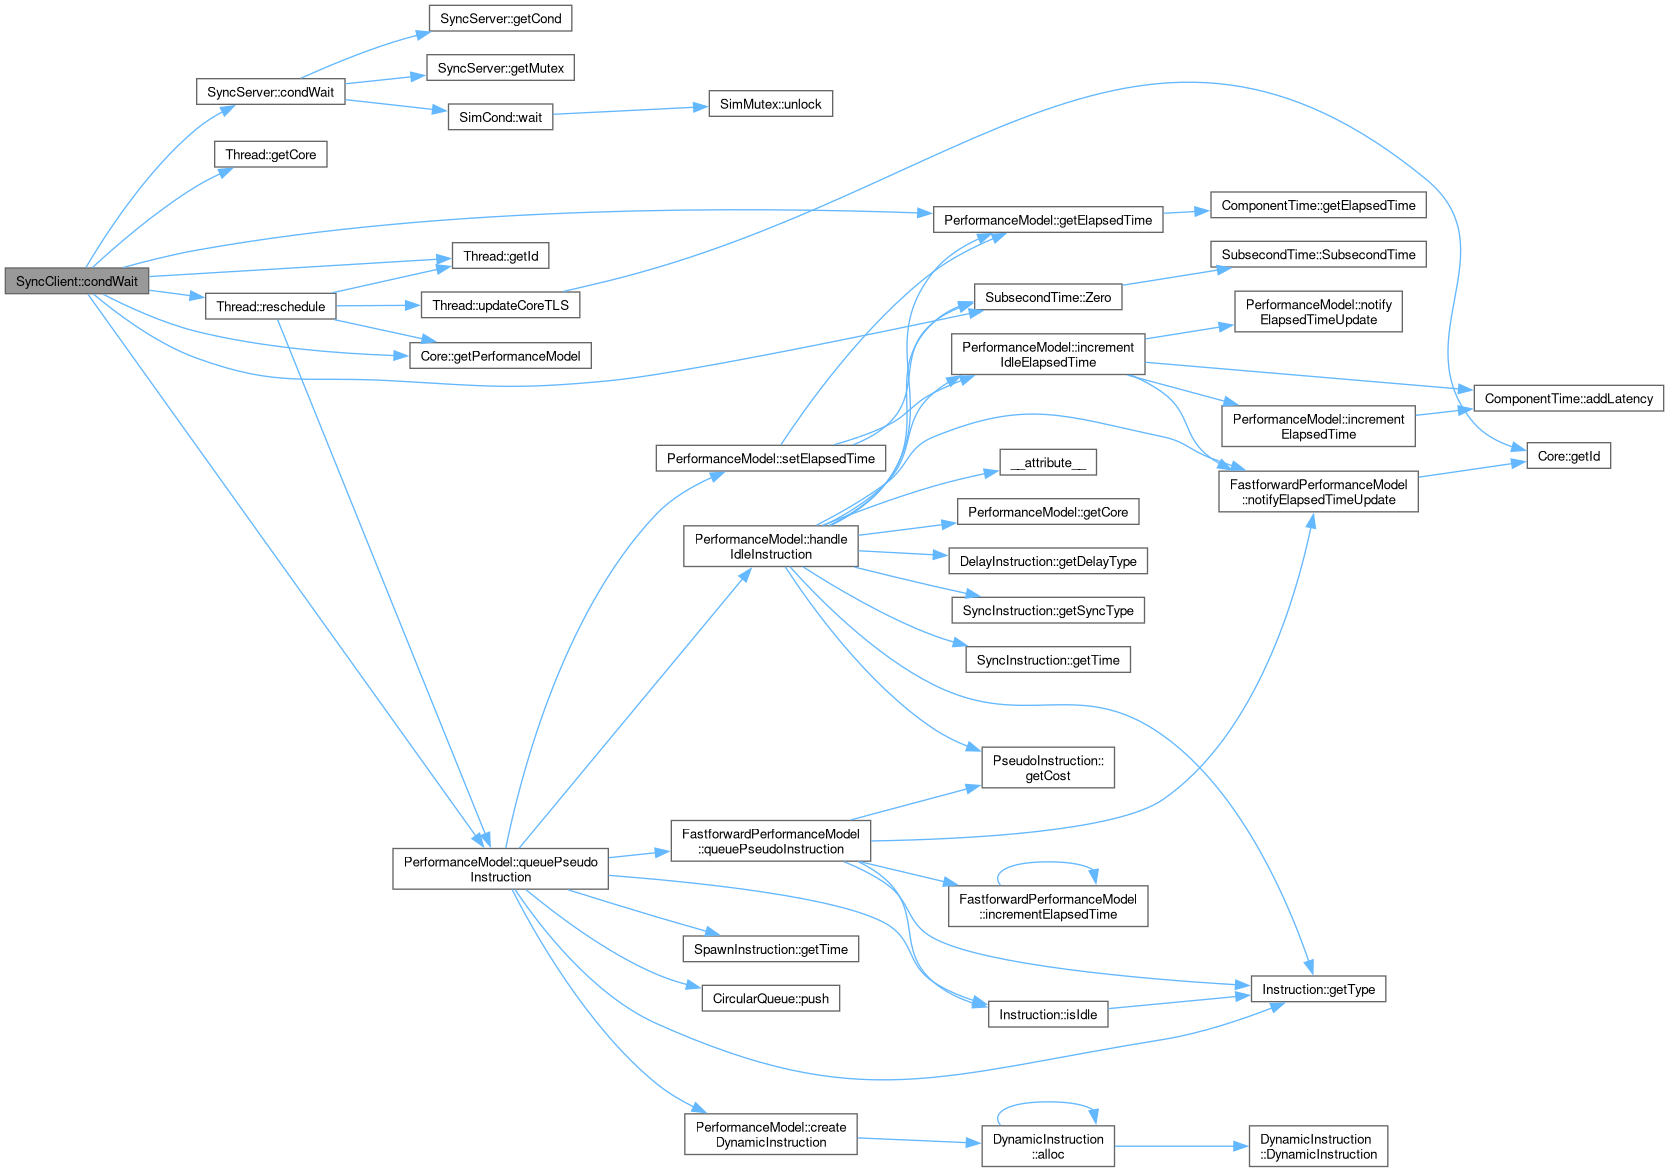 SyncServer::getCond
SyncServer::getMutex
SyncServer::condWait
SimMutex::unlock
SimCond::wait
Thread::getCore
ComponentTime::getElapsedTime
PerformanceModel::getElapsedTime
Thread::getId
SubsecondTime::SubsecondTime
SyncClient::condWait
SubsecondTime::Zero
Thread::reschedule
Thread::updateCoreTLS
PerformanceModel::notify
ElapsedTimeUpdate
Core::getPerformanceModel
PerformanceModel::increment
IdleElapsedTime
ComponentTime::addLatency
PerformanceModel::increment
ElapsedTime
PerformanceModel::setElapsedTime
Core::getId
__attribute__
FastforwardPerformanceModel
::notifyElapsedTimeUpdate
PerformanceModel::getCore
PerformanceModel::handle
IdleInstruction
DelayInstruction::getDelayType
SyncInstruction::getSyncType
SyncInstruction::getTime
PseudoInstruction::
getCost
FastforwardPerformanceModel
::queuePseudoInstruction
PerformanceModel::queuePseudo
Instruction
FastforwardPerformanceModel
::incrementElapsedTime
SpawnInstruction::getTime
Instruction::getType
CircularQueue::push
Instruction::isIdle
PerformanceModel::create
DynamicInstruction
DynamicInstruction
::alloc
DynamicInstruction
::DynamicInstruction